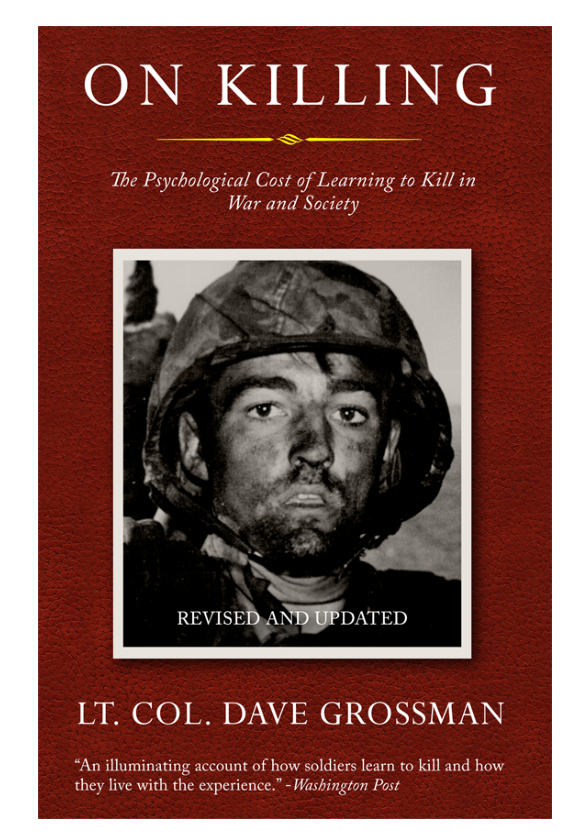 ON KILLING
The Psychological Cost of Learning to Kill in
War and Society
REVISED AND UPDATED
LT. COL. DAVE GROSSMAN
“An illuminating account of how soldiers learn to kill and how
they live with the experience.” - Washington Post